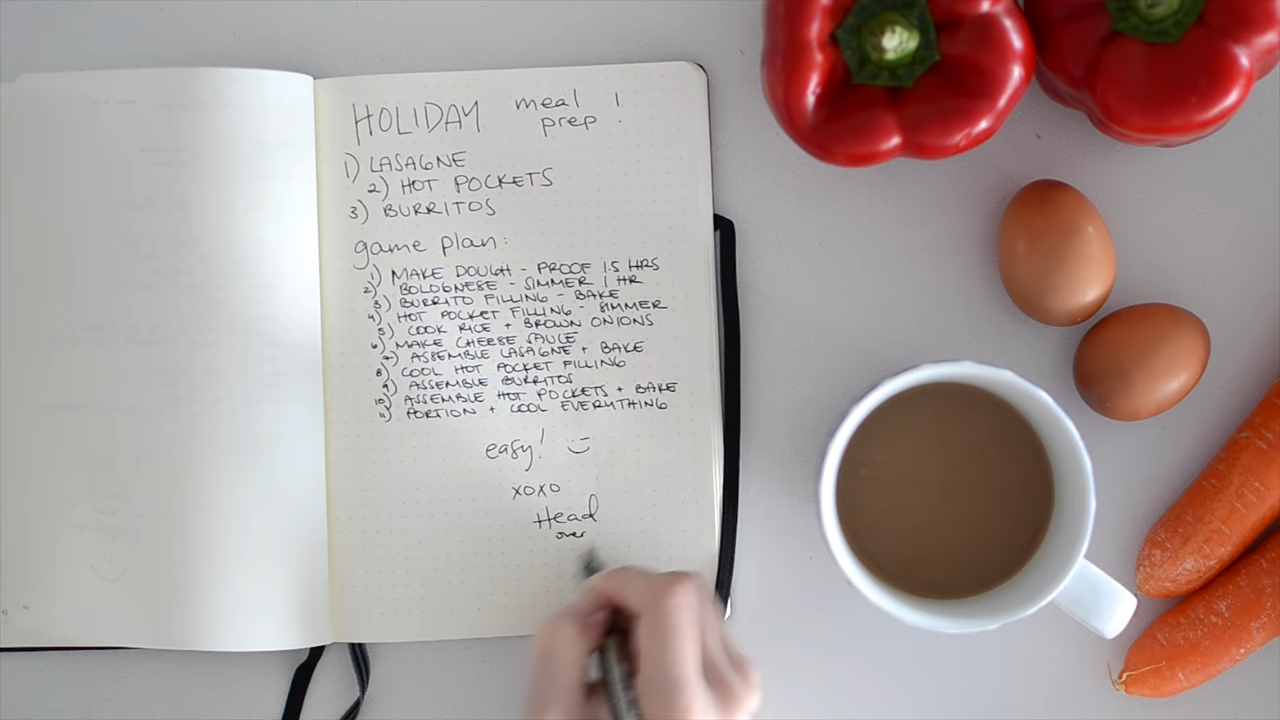 HOLIDAY meal
prep !
1) LASAGNE
2) HOT POCKETS
3) BURRITOS
game plan:
1) MAKE DOUGH - PROOF 1.5 HRS
2) BOLOGNESE - SIMMER 1 HR
3) BURRITO FILLING - BAKE
4) HOT POCKET FILLING - SIMMER
5) COOK RICE + BROWN ONIONS
6) MAKE CHEESE SAUCE
7) ASSEMBLE LASAGNE + BAKE
8) COOL HOT POCKET FILLING
9) ASSEMBLE BURRITOS
10) ASSEMBLE HOT POCKETS + BAKE
11) PORTION + COOL EVERYTHING
easy! :)
xoxo
Head
over